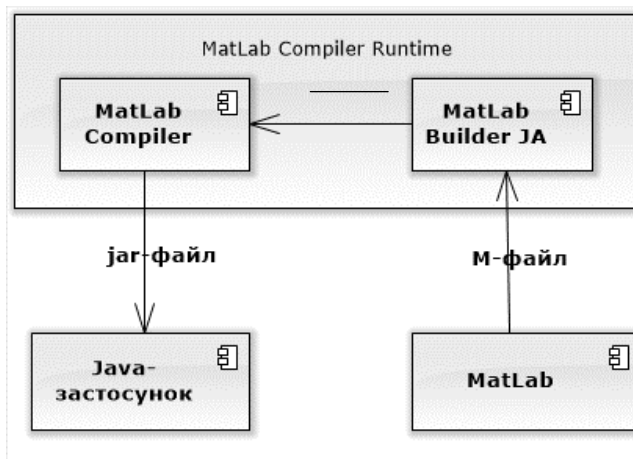 MatLab Compiler Runtime
MatLab
Compiler
MatLab
Builder JA
jar-файл
М-файл
Java-
застосунок
MatLab